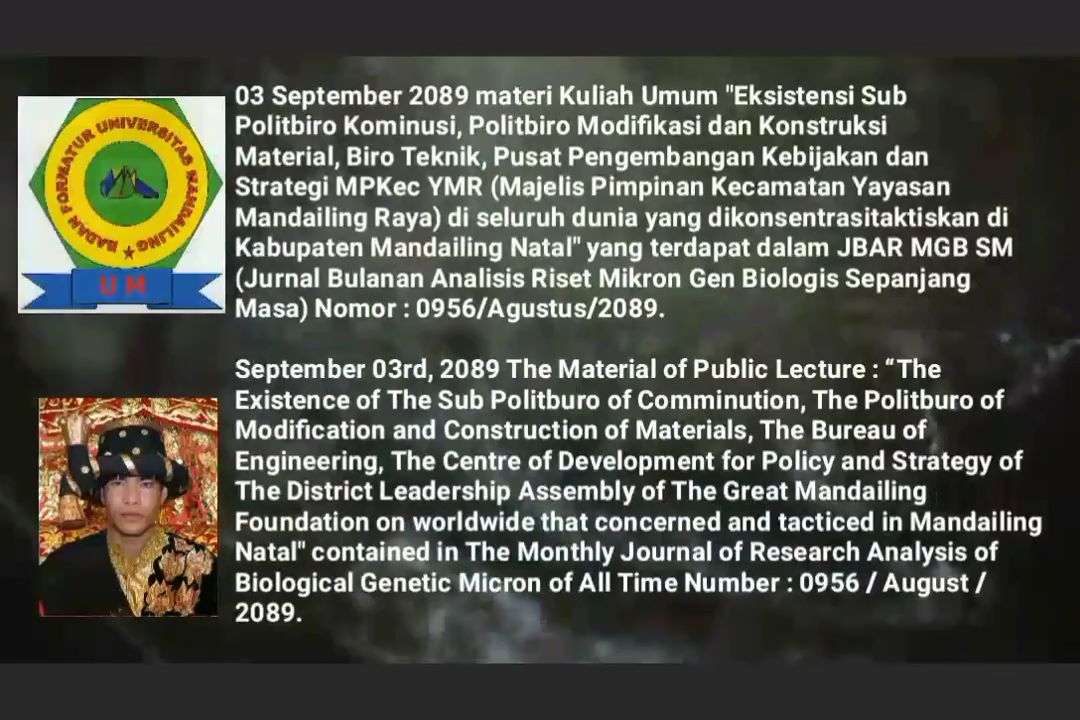 BADAN FORMATUR UNIVERSITAS MANDAILING
U M
03 September 2089 materi Kuliah Umum "Eksistensi Sub
Politbiro Kominusi, Politbiro Modifikasi dan Konstruksi
Material, Biro Teknik, Pusat Pengembangan Kebijakan dan
Strategi MPKec YMR (Majelis Pimpinan Kecamatan Yayasan
Mandailing Raya) di seluruh dunia yang dikonsentrasitaktiskan di
Kabupaten Mandailing Natal" yang terdapat dalam JBAR MGB SM
(Jurnal Bulanan Analisis Riset Mikron Gen Biologis Sepanjang
Masa) Nomor : 0956/Agustus/2089.
September 03rd, 2089 The Material of Public Lecture : “The
Existence of The Sub Politburo of Comminution, The Politburo of
Modification and Construction of Materials, The Bureau of
Engineering, The Centre of Development for Policy and Strategy of
The District Leadership Assembly of The Great Mandailing
Foundation on worldwide that concerned and tacticed in Mandailing
Natal" contained in The Monthly Journal of Research Analysis of
Biological Genetic Micron of All Time Number : 0956 / August /
2089.